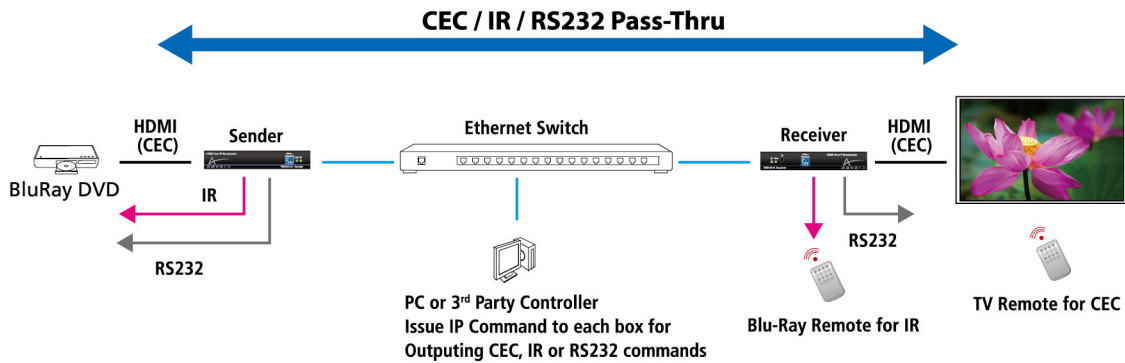 CEC / IR / RS232 Pass-Thru
HDMI
(CEC)
Sender
Ethernet Switch
Receiver
HDMI
(CEC)
BluRay DVD
IR
RS232
RS232
PC or 3rd Party Controller
Issue IP Command to each box for
Outputing CEC, IR or RS232 commands
Blu-Ray Remote for IR
TV Remote for CEC